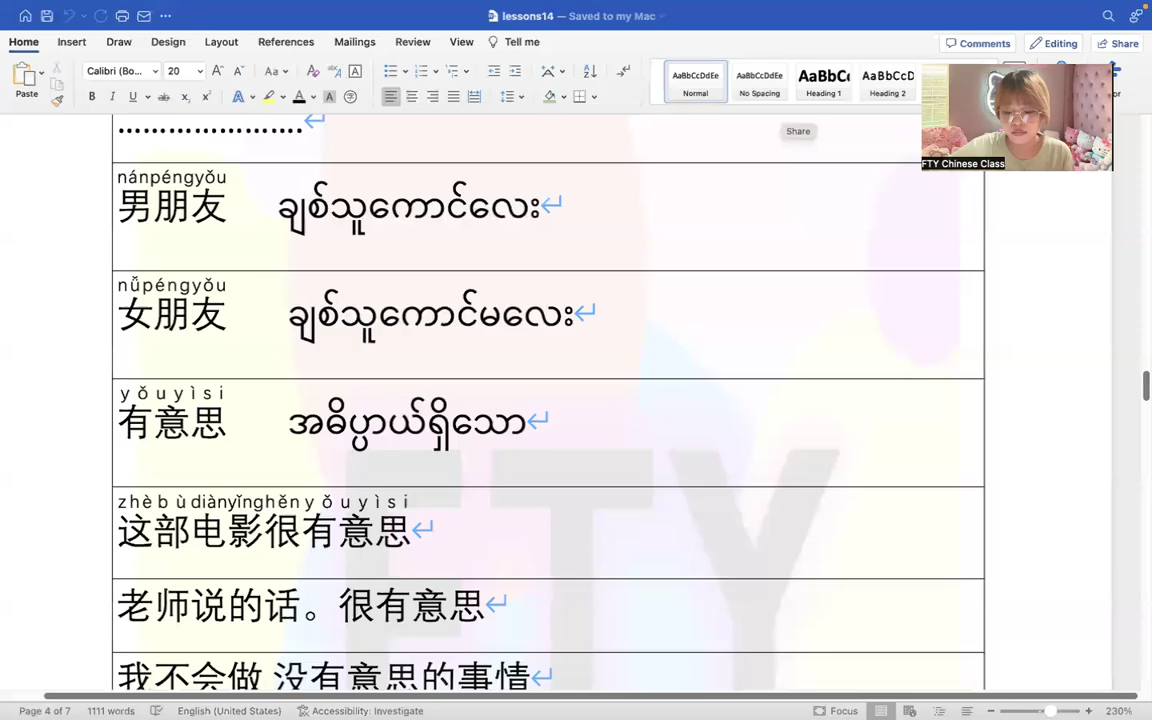 lessons14 — Saved to my Mac
Home Insert Draw Design Layout References Mailings Review View Tell me Comments Editing Share
Paste Calibri (Bo... 20 AaBbCcDdEe Normal AaBbCcDdEe No Spacing AaBbCc Heading 1 AaBbCcD Heading 2
Share
FTY Chinese Class
........................
nánpéngyǒu
男朋友 ချစ်သူကောင်လေး
nǚpéngyǒu
女朋友 ချစ်သူကောင်မလေး
yǒuyìsi
有意思 အဓိပ္ပာယ်ရှိသော
zhèbùdiànyǐnghěnyǒuyìsi
这部电影很有意思
老师说的话。很有意思
我不会做 没有意思的事情
FTY
Page 4 of 7 1111 words English (United States) Accessibility: Investigate Focus 230%